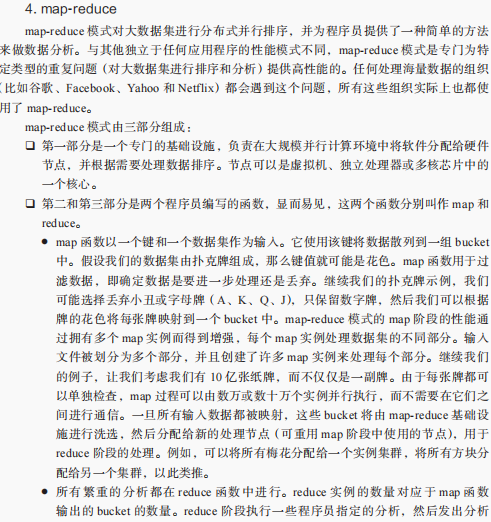 4. map-reduce
map-reduce 模式对大数据集进行分布式并行排序，并为程序员提供了一种简单的方法
来做数据分析。与其他独立于任何应用程序的性能模式不同，map-reduce 模式是专门为特
定类型的重复问题（对大数据集进行排序和分析）提供高性能的。任何处理海量数据的组织
（比如谷歌、Facebook、Yahoo 和 Netflix）都会遇到这个问题，所有这些组织实际上也都使
用了 map-reduce。
map-reduce 模式由三部分组成：
❑ 第一部分是一个专门的基础设施，负责在大规模并行计算环境中将软件分配给硬件
节点，并根据需要处理数据排序。节点可以是虚拟机、独立处理器或多核芯片中的
一个核心。
❑ 第二和第三部分是两个程序员编写的函数，显而易见，这两个函数分别叫作 map 和
reduce。
● map 函数以一个键和一个数据集作为输入。它使用该键将数据散列到一组 bucket
中。假设我们的数据集由扑克牌组成，那么键值就可能是花色。map 函数用于过
滤数据，即确定数据是要进一步处理还是丢弃。继续我们的扑克牌示例，我们
可能选择丢弃小丑或字母牌（A、K、Q、J)，只保留数字牌，然后我们可以根据
牌的花色将每张牌映射到一个 bucket 中。map-reduce 模式的 map 阶段的性能通
过拥有多个 map 实例而得到增强，每个 map 实例处理数据集的不同部分。输入
文件被划分为多个部分，并且创建了许多 map 实例来处理每个部分。继续我们
的例子，让我们考虑我们有 10 亿张纸牌，而不仅仅是一副牌。由于每张牌都可
以单独检查，map 过程可以由数万或数十万个实例并行执行，而不需要在它们之
间进行通信。一旦所有输入数据都被映射，这些 bucket 将由 map-reduce 基础设
施进行洗选，然后分配给新的处理节点（可重用 map 阶段中使用的节点)，用于
reduce 阶段的处理。例如，可以将所有梅花分配给一个实例集群，将所有方块分
配给另一个集群，以此类推。
● 所有繁重的分析都在 reduce 函数中进行。reduce 实例的数量对应于 map 函数
输出的 bucket 的数量。reduce 阶段执行一些程序员指定的分析，然后发出分析